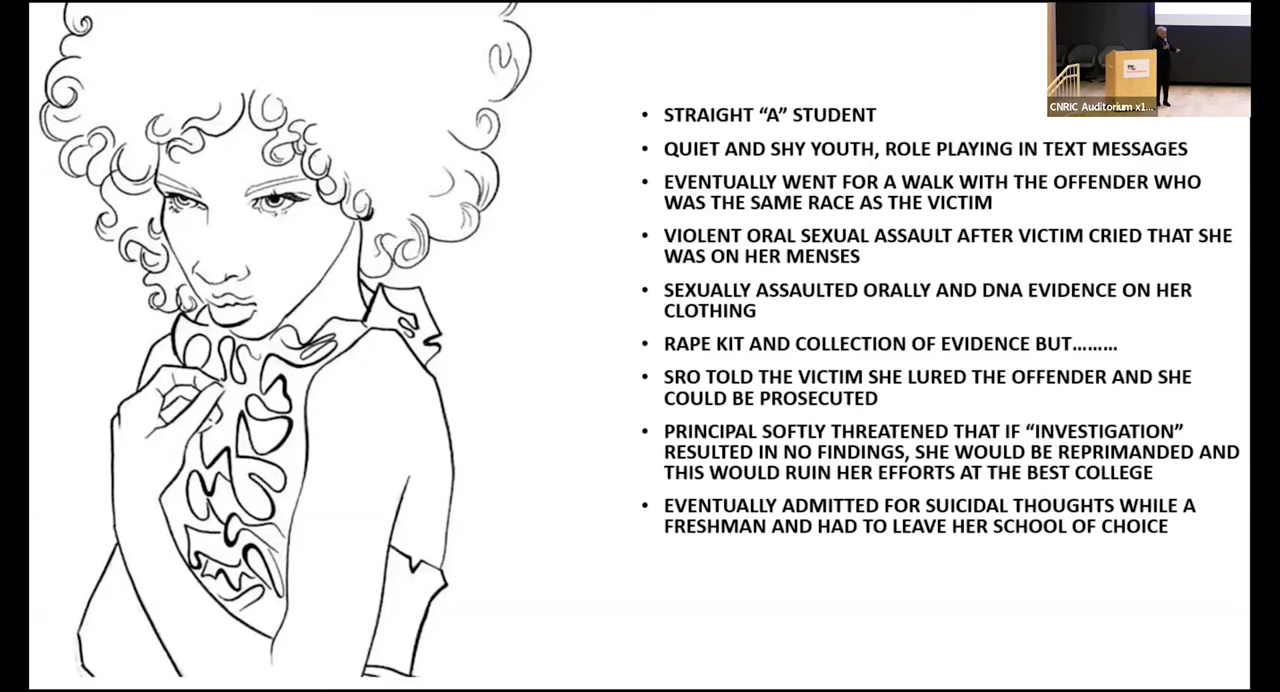 STRAIGHT “A” STUDENT
QUIET AND SHY YOUTH, ROLE PLAYING IN TEXT MESSAGES
EVENTUALLY WENT FOR A WALK WITH THE OFFENDER WHO
WAS THE SAME RACE AS THE VICTIM
VIOLENT ORAL SEXUAL ASSAULT AFTER VICTIM CRIED THAT SHE
WAS ON HER MENSES
SEXUALLY ASSAULTED ORALLY AND DNA EVIDENCE ON HER
CLOTHING
RAPE KIT AND COLLECTION OF EVIDENCE BUT………
SRO TOLD THE VICTIM SHE LURED THE OFFENDER AND SHE
COULD BE PROSECUTED
PRINCIPAL SOFTLY THREATENED THAT IF “INVESTIGATION”
RESULTED IN NO FINDINGS, SHE WOULD BE REPRIMANDED AND
THIS WOULD RUIN HER EFFORTS AT THE BEST COLLEGE
EVENTUALLY ADMITTED FOR SUICIDAL THOUGHTS WHILE A
FRESHMAN AND HAD TO LEAVE HER SCHOOL OF CHOICE
CNRIC Auditorium x1...